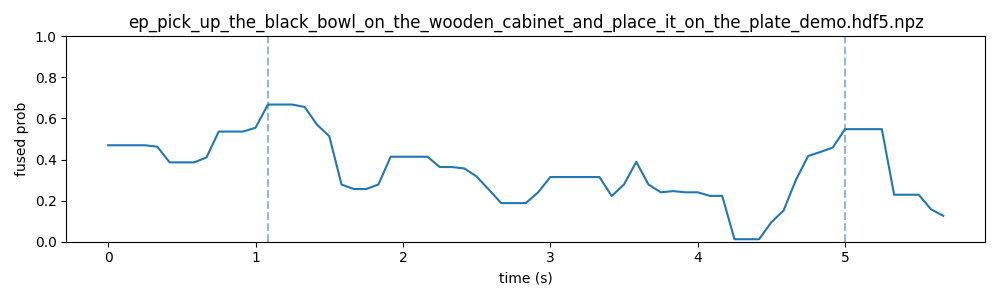 ep_pick_up_the_black_bowl_on_the_wooden_cabinet_and_place_it_on_the_plate_demo.hdf5.npz
1.0
0.8
0.6
0.4
0.2
0.0
fused prob
0 1 2 3 4 5
time (s)